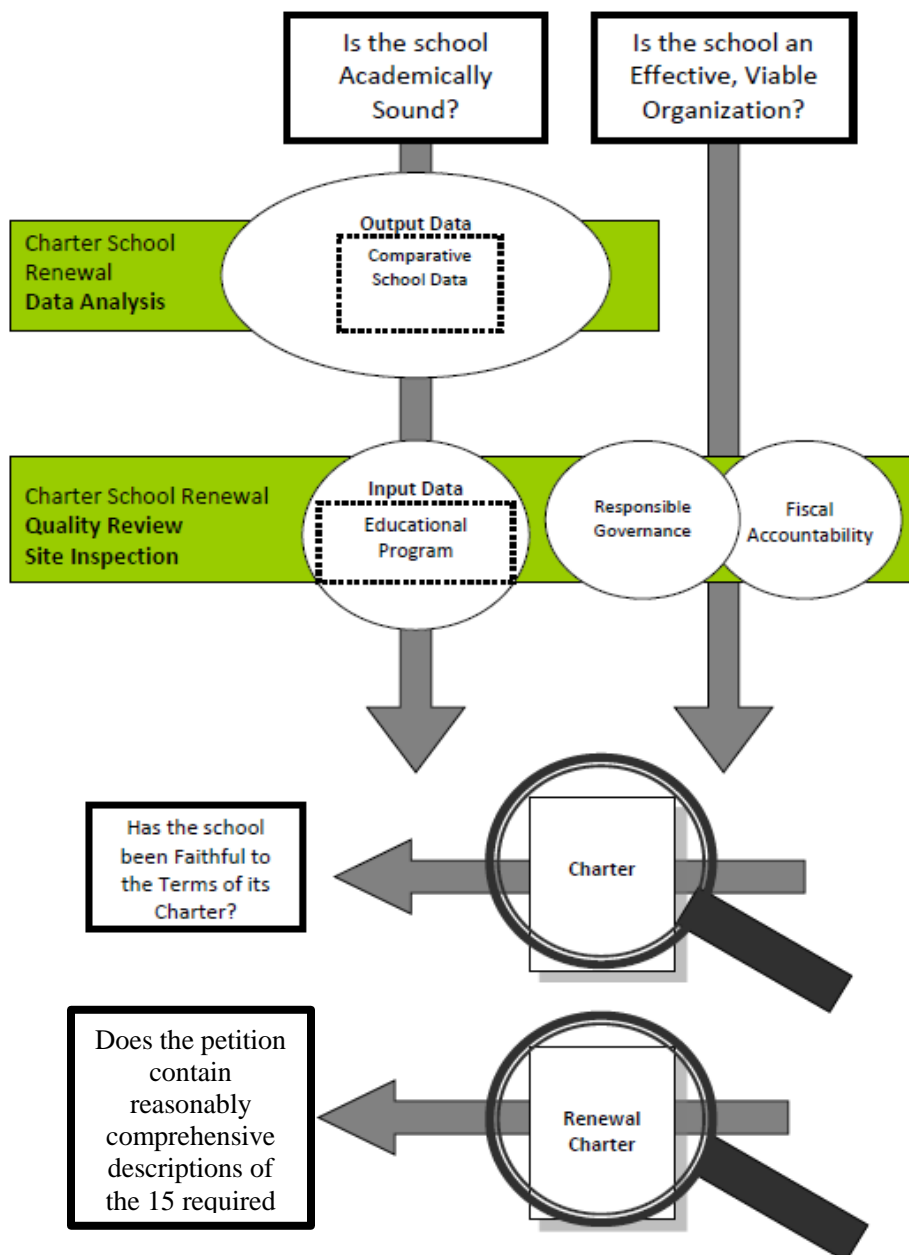 Is the school
Academically
Sound?
Is the school an
Effective, Viable
Organization?
Charter School
Renewal
Data Analysis
Output Data
Comparative
School Data
Charter School Renewal
Quality Review
Site Inspection
Input Data
Educational
Program
Responsible
Governance
Fiscal
Accountability
Has the school
been Faithful to
the Terms of its
Charter?
Charter
Does the petition
contain
reasonably
comprehensive
descriptions of
the 15 required
Renewal
Charter